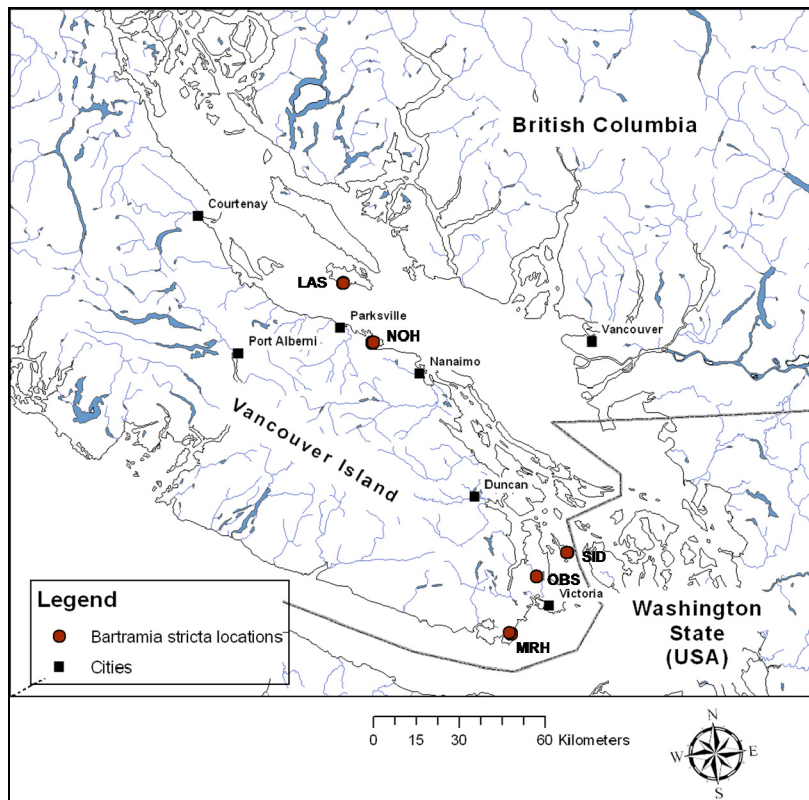 British Columbia
Courtenay
LAS
Parksville
NOH
Vancouver
Port Alberni
Nanaimo
Vancouver Island
Duncan
SID
OBS
Victoria
Washington
State
(USA)
MRH
Legend
Bartramia stricta locations
Cities
0 15 30 60 Kilometers
N
W E
S